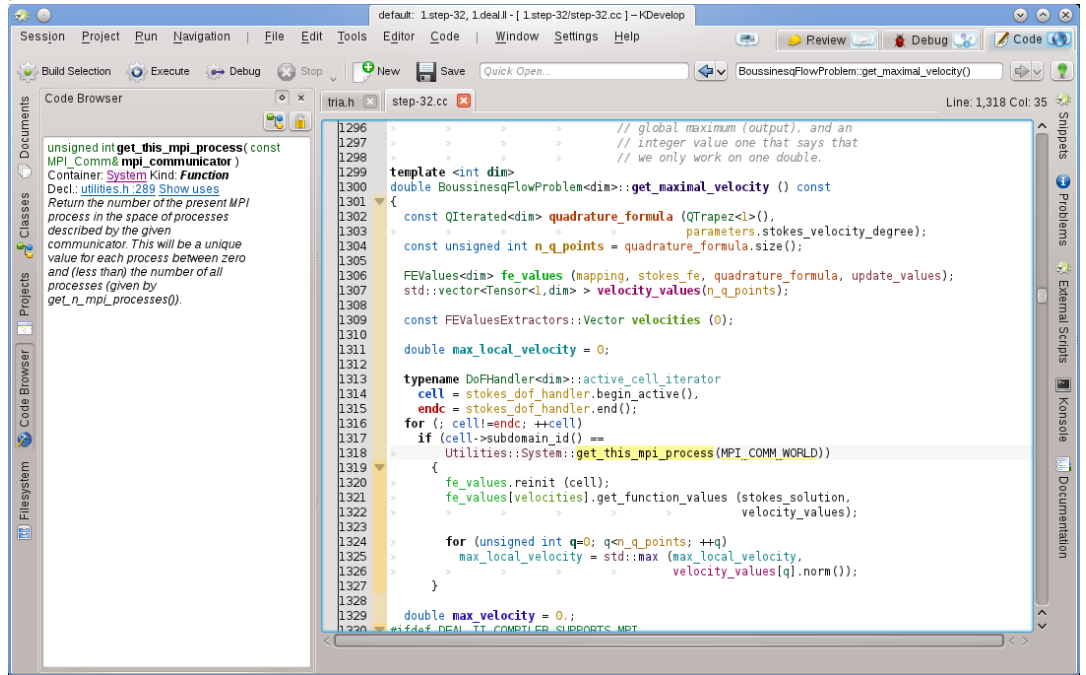 default: 1.step-32, 1.deal.II - [ 1.step-32/step-32.cc ] – KDevelop
Session Project Run Navigation | File Edit Tools Editor Code | Window Settings Help
Review Debug Code
Build Selection Execute Debug Stop New Save Quick Open... BoussinesqFlowProblem::get_maximal_velocity()
Code Browser
tria.h step-32.cc Line: 1,318 Col: 35
Documents
Classes
Projects
Code Browser
Filesystem
unsigned int get_this_mpi_process( const
MPI_Comm& mpi_communicator )
Container: System Kind: Function
Decl.: utilities.h :289 Show uses
Return the number of the present MPI
process in the space of processes
described by the given
communicator. This will be a unique
value for each process between zero
and (less than) the number of all
processes (given by
get_n_mpi_processes()).
1296 // global maximum (output), and an
1297 // integer value one that says that
1298 // we only work on one double.
1299 template <int dim>
1300 double BoussinesqFlowProblem<dim>::get_maximal_velocity () const
1301 {
1302 const QIterated<dim> quadrature_formula (QTrapez<1>(),
1303 parameters.stokes_velocity_degree);
1304 const unsigned int n_q_points = quadrature_formula.size();
1305
1306 FEValues<dim> fe_values (mapping, stokes_fe, quadrature_formula, update_values);
1307 std::vector<Tensor<1,dim> > velocity_values(n_q_points);
1308
1309 const FEValuesExtractors::Vector velocities (0);
1310
1311 double max_local_velocity = 0;
1312
1313 typename DoFHandler<dim>::active_cell_iterator
1314 cell = stokes_dof_handler.begin_active(),
1315 endc = stokes_dof_handler.end();
1316 for (; cell!=endc; ++cell)
1317 if (cell->subdomain_id() ==
1318 Utilities::System::get_this_mpi_process(MPI_COMM_WORLD))
1319 {
1320 fe_values.reinit (cell);
1321 fe_values[velocities].get_function_values (stokes_solution,
1322 velocity_values);
1323
1324 for (unsigned int q=0; q<n_q_points; ++q)
1325 max_local_velocity = std::max (max_local_velocity,
1326 velocity_values[q].norm());
1327 }
1328
1329 double max_velocity = 0.;
1330 #ifdef DEAL_II_COMPILER_SUPPORTS_MPI
Snippets
Problems
External Scripts
Konsole
Documentation